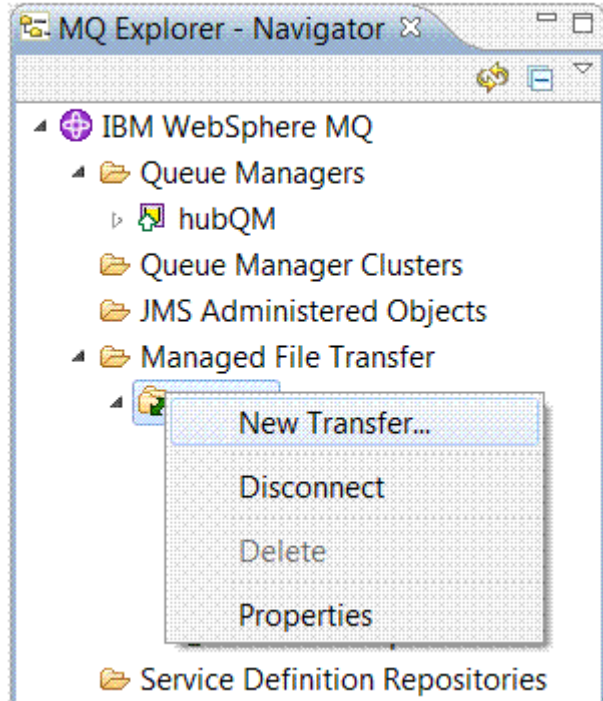 MQ Explorer - Navigator
IBM WebSphere MQ
Queue Managers
hubQM
Queue Manager Clusters
JMS Administered Objects
Managed File Transfer
New Transfer...
Disconnect
Delete
Properties
Service Definition Repositories